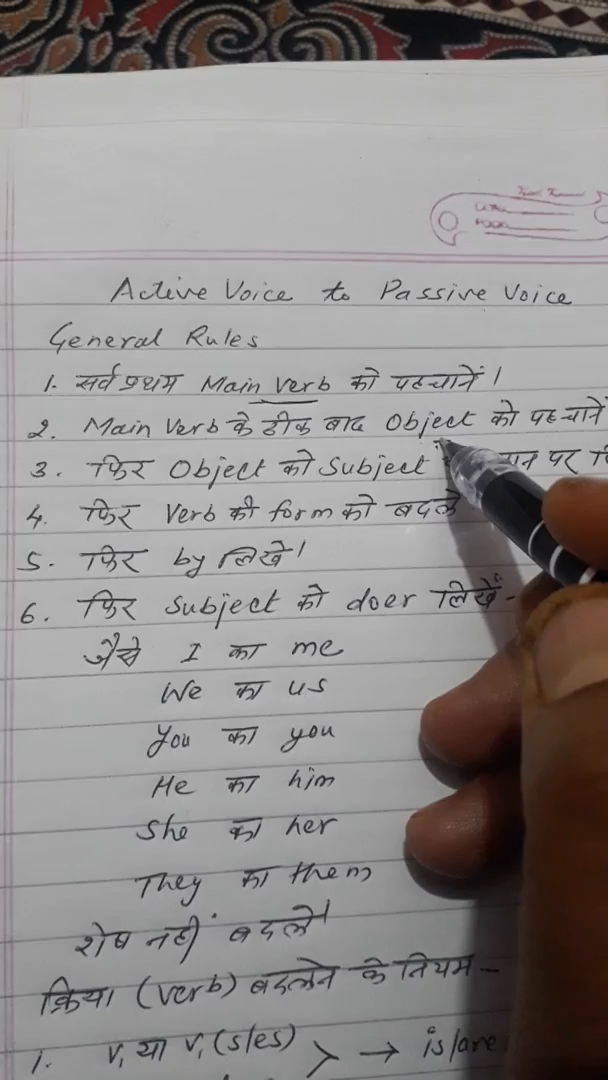 Active Voice to Passive Voice
General Rules
1. सर्वप्रथम Main Verb को पहचानें।
2. Main Verb के ठीक बाद Object को पहचानें
3. फिर Object को Subject पर
4. फिर Verb की form को बदले
5. फिर by लिखे।
6. फिर Subject को doer लिखें-
जैसे I का me
We का us
You का you
He का him
She का her
They का them
शेष नहीं बदले।
क्रिया (verb) बदलने के नियम-
1. V₁ या V₁ (s/es) > → is/are